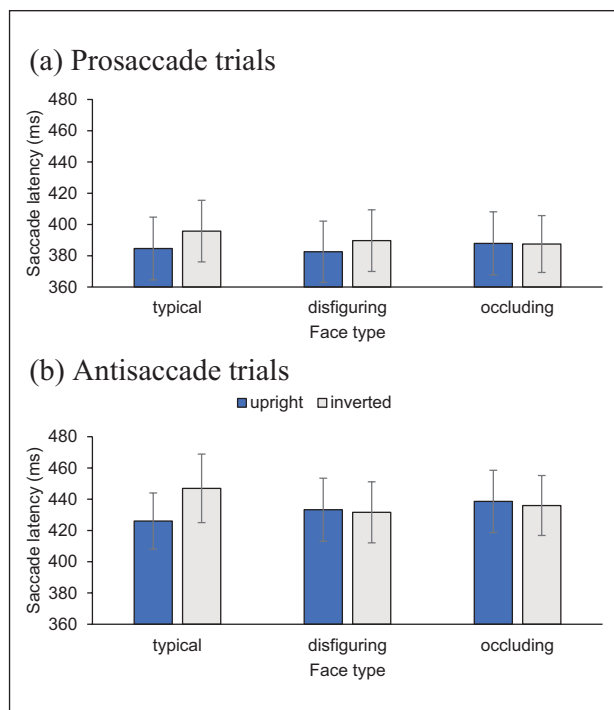 (a) Prosaccade trials
480
460
440
420
400
380
360
Saccade latency (ms)
typical disfiguring occluding
Face type
(b) Antisaccade trials
upright inverted
480
460
440
420
400
380
360
Saccade latency (ms)
typical disfiguring occluding
Face type